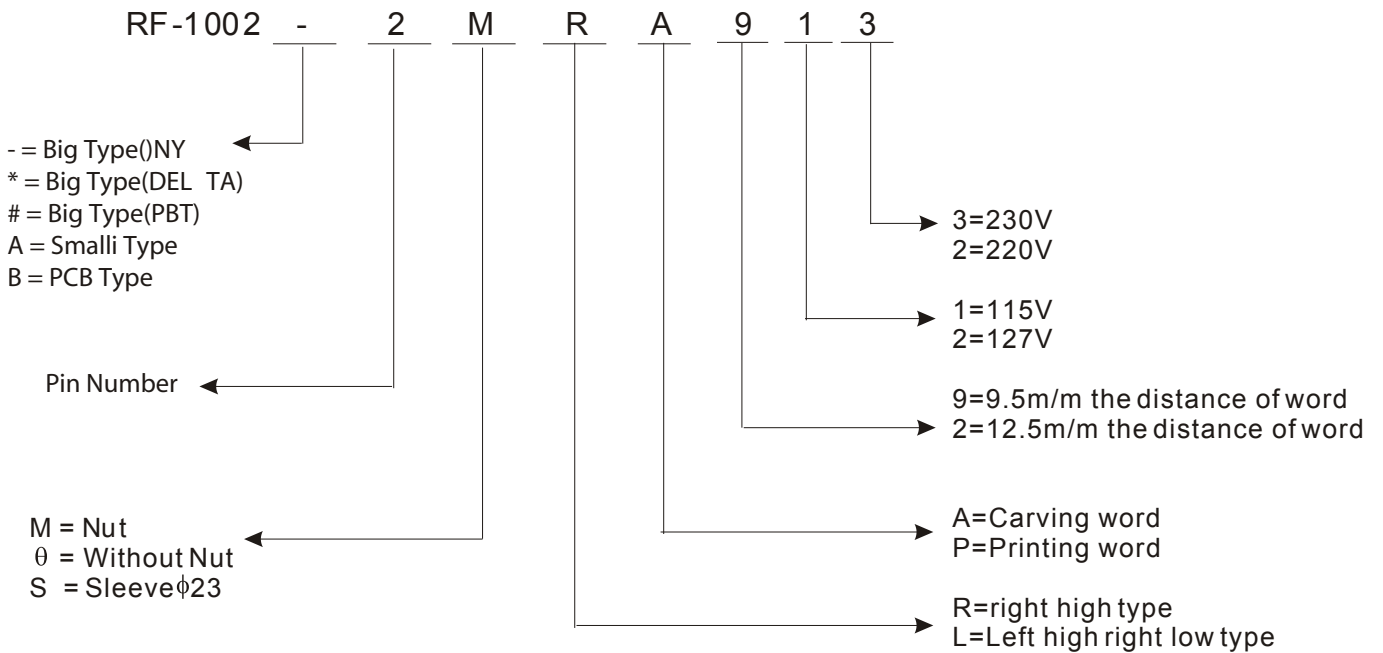 RF-1002 - 2 M R A 9 1 3
- = Big Type()NY
* = Big Type(DEL TA)
# = Big Type(PBT)
A = Smalli Type
B = PCB Type
3=230V
2=220V
1=115V
2=127V
Pin Number
9=9.5m/m the distance of word
2=12.5m/m the distance of word
M = Nut
θ = Without Nut
S = Sleeveϕ23
A=Carving word
P=Printing word
R=right high type
L=Left high right low type